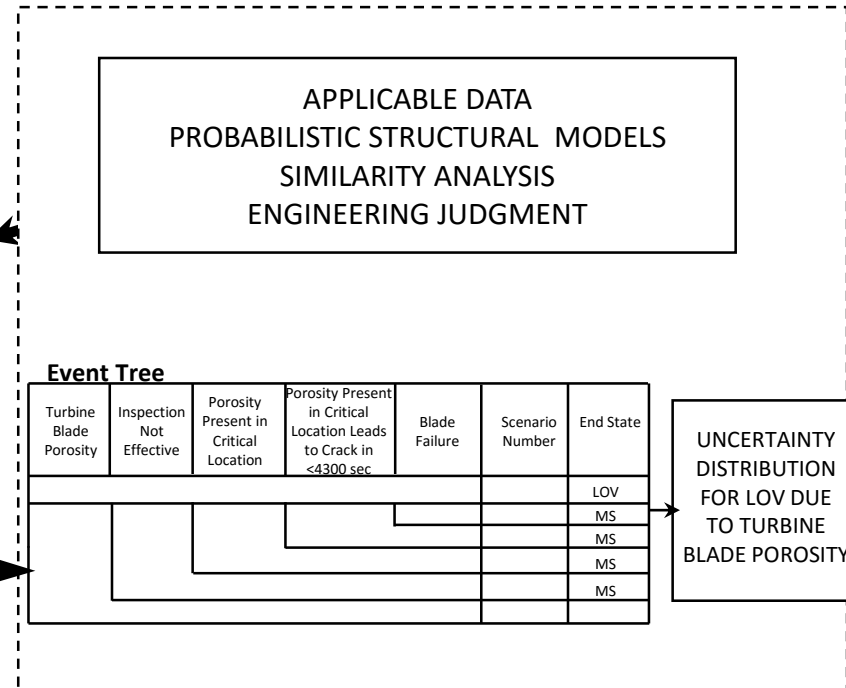 APPLICABLE DATA
PROBABILISTIC STRUCTURAL MODELS
SIMILARITY ANALYSIS
ENGINEERING JUDGMENT
Event Tree
Turbine
Blade
Porosity
Inspection
Not
Effective
Porosity
Present in
Critical
Location
Porosity Present
in Critical
Location Leads
to Crack in
<4300 sec
Blade
Failure
Scenario
Number
End State
LOV
MS
MS
MS
MS
UNCERTAINTY
DISTRIBUTION
FOR LOV DUE
TO TURBINE
BLADE POROSITY